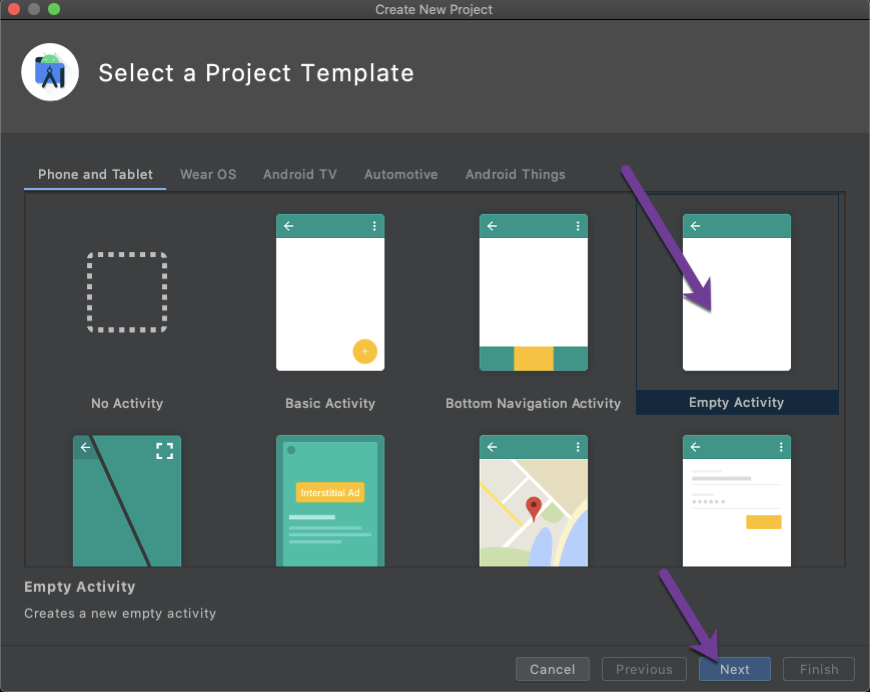 Create New Project
Select a Project Template
Phone and Tablet Wear OS Android TV Automotive Android Things
No Activity Basic Activity Bottom Navigation Activity Empty Activity
Interstitial Ad
Empty Activity
Creates a new empty activity
Cancel Previous Next Finish